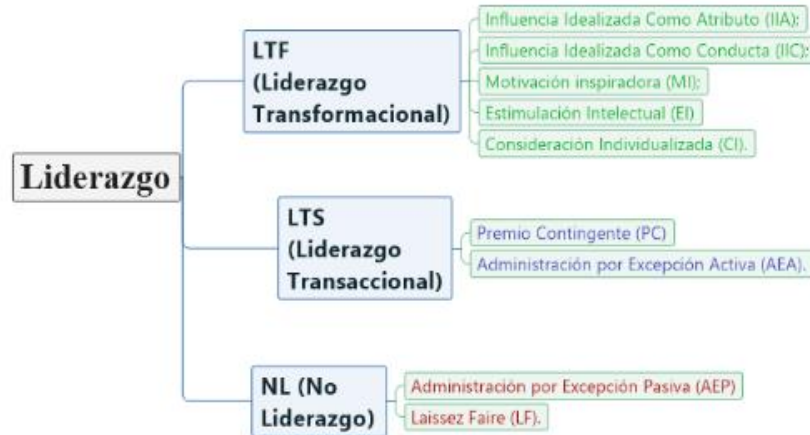 Liderazgo
LTF
(Liderazgo
Transformacional)
Influencia Idealizada Como Atributo (IIA);
Influencia Idealizada Como Conducta (IIC);
Motivación inspiradora (MI);
Estimulación Intelectual (EI)
Consideración Individualizada (CI).
LTS
(Liderazgo
Transaccional)
Premio Contingente (PC)
Administración por Excepción Activa (AEA).
NL (No
Liderazgo)
Administración por Excepción Pasiva (AEP)
Laissez Faire (LF).